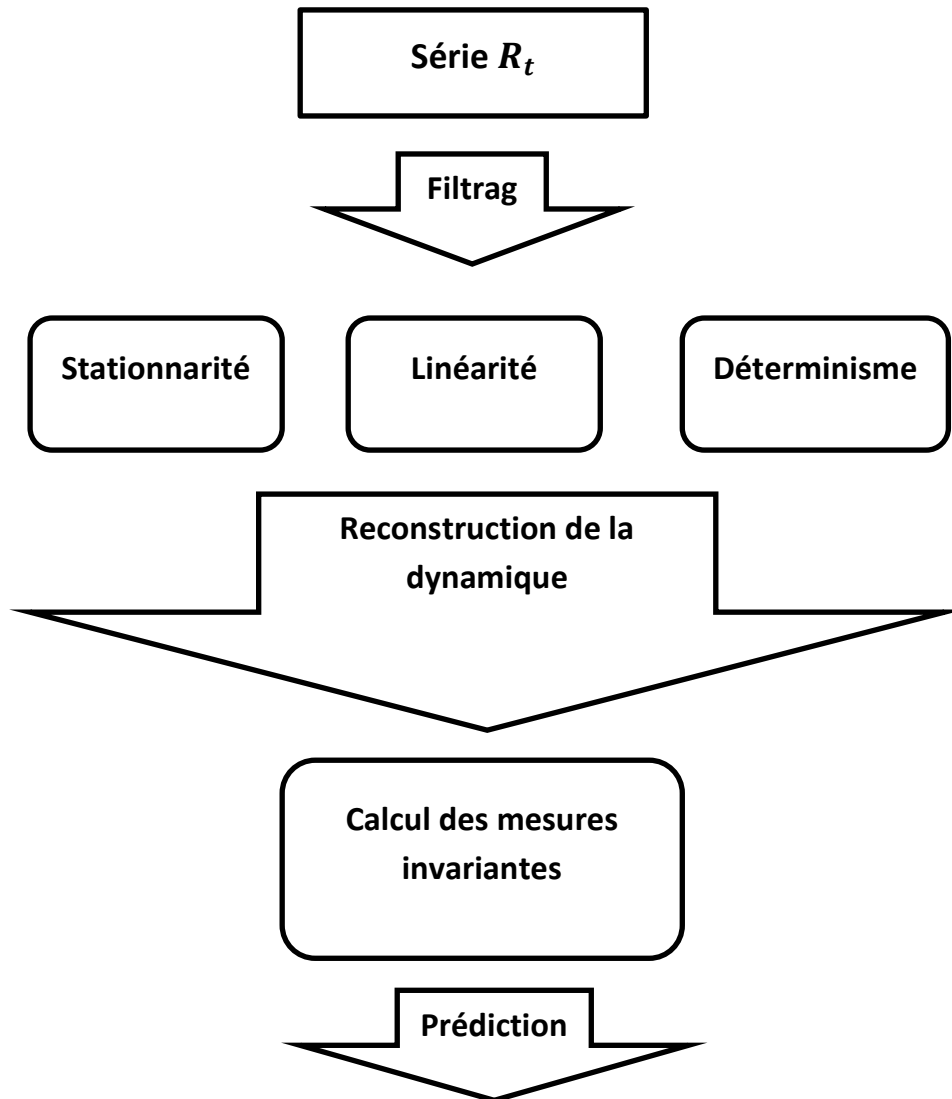 Série R_t
Filtrag
Stationnarité
Linéarité
Déterminisme
Reconstruction de la
dynamique
Calcul des mesures
invariantes
Prédiction